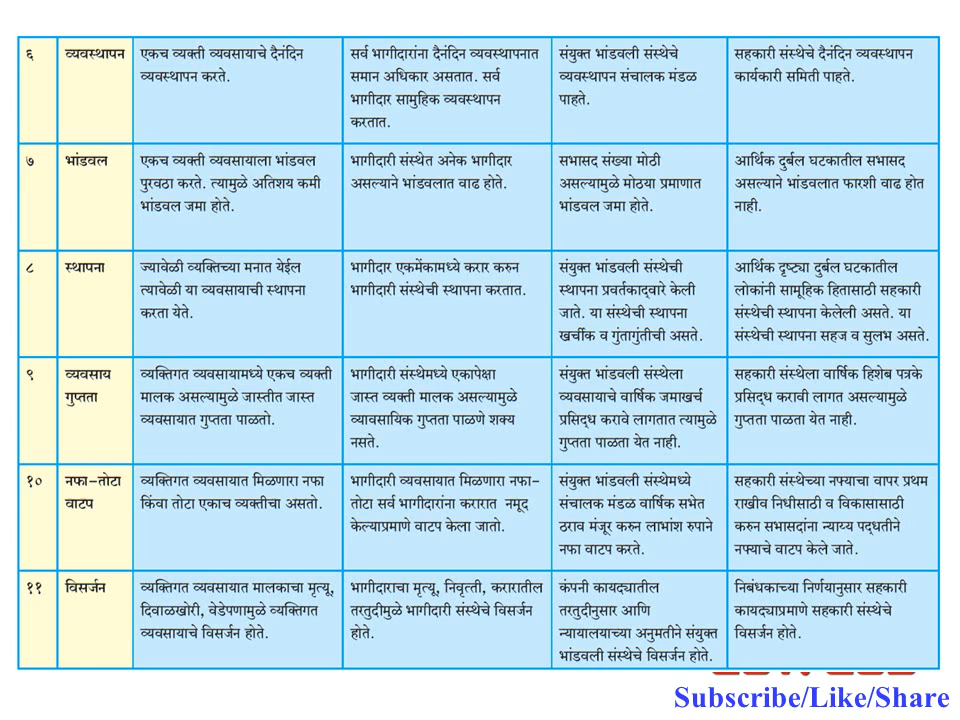 ६
व्यवस्थापन
एकच व्यक्ती व्यवसायाचे दैनंदिन
व्यवस्थापन करते.
सर्व भागीदारांना दैनंदिन व्यवस्थापनात
समान अधिकार असतात. सर्व
भागीदार सामुहिक व्यवस्थापन
करतात.
संयुक्त भांडवली संस्थेचे
व्यवस्थापन संचालक मंडळ
पाहते.
सहकारी संस्थेचे दैनंदिन व्यवस्थापन
कार्यकारी समिती पाहते.
७
भांडवल
एकच व्यक्ती व्यवसायाला भांडवल
पुरवठा करते. त्यामुळे अतिशय कमी
भांडवल जमा होते.
भागीदारी संस्थेत अनेक भागीदार
असल्याने भांडवलात वाढ होते.
सभासद संख्या मोठी
असल्यामुळे मोठया प्रमाणात
भांडवल जमा होते.
आर्थिक दुर्बल घटकातील सभासद
असल्याने भांडवलात फारशी वाढ होत
नाही.
८
स्थापना
ज्यावेळी व्यक्तिच्या मनात येईल
त्यावेळी या व्यवसायाची स्थापना
करता येते.
भागीदार एकमेंकामध्ये करार करुन
भागीदारी संस्थेची स्थापना करतात.
संयुक्त भांडवली संस्थेची
स्थापना प्रवर्तकाद्वारे केली
जाते. या संस्थेची स्थापना
खर्चीक व गुंतागुंतीची असते.
आर्थिक दृष्ट्या दुर्बल घटकातील
लोकांनी सामूहिक हितासाठी सहकारी
संस्थेची स्थापना केलेली असते. या
संस्थेची स्थापना सहज व सुलभ असते.
९
व्यवसाय
गुप्तता
व्यक्तिगत व्यवसायामध्ये एकच व्यक्ती
मालक असल्यामुळे जास्तीत जास्त
व्यवसायात गुप्तता पाळतो.
भागीदारी संस्थेमध्ये एकापेक्षा
जास्त व्यक्ती मालक असल्यामुळे
व्यावसायिक गुप्तता पाळणे शक्य
नसते.
संयुक्त भांडवली संस्थेला
व्यवसायाचे वार्षिक जमाखर्च
प्रसिद्ध करावे लागतात त्यामुळे
गुप्तता पाळता येत नाही.
सहकारी संस्थेला वार्षिक हिशेब पत्रके
प्रसिद्ध करावी लागत असल्यामुळे
गुप्तता पाळता येत नाही.
१०
नफा-तोटा
वाटप
व्यक्तिगत व्यवसायात मिळणारा नफा
किंवा तोटा एकाच व्यक्तीचा असतो.
भागीदारी व्यवसायात मिळणारा नफा-
तोटा सर्व भागीदारांना करारात नमूद
केल्याप्रमाणे वाटप केला जातो.
संयुक्त भांडवली संस्थेमध्ये
संचालक मंडळ वार्षिक सभेत
ठराव मंजूर करुन लाभांश रुपाने
नफा वाटप करते.
सहकारी संस्थेच्या नफ्याचा वापर प्रथम
राखीव निधीसाठी व विकासासाठी
करुन सभासदांना न्याय्य पद्धतीने
नफ्याचे वाटप केले जाते.
११
विसर्जन
व्यक्तिगत व्यवसायात मालकाचा मृत्यू,
दिवाळखोरी, वेडेपणामुळे व्यक्तिगत
व्यवसायाचे विसर्जन होते.
भागीदाराचा मृत्यू, निवृत्ती, करारातील
तरतुदीमुळे भागीदारी संस्थेचे विसर्जन
होते.
कंपनी कायद्यातील
तरतुदीनुसार आणि
न्यायालयाच्या अनुमतीने संयुक्त
भांडवली संस्थेचे विसर्जन होते.
निबंधकाच्या निर्णयानुसार सहकारी
कायद्याप्रमाणे सहकारी संस्थेचे
विसर्जन होते.
Subscribe/Like/Share